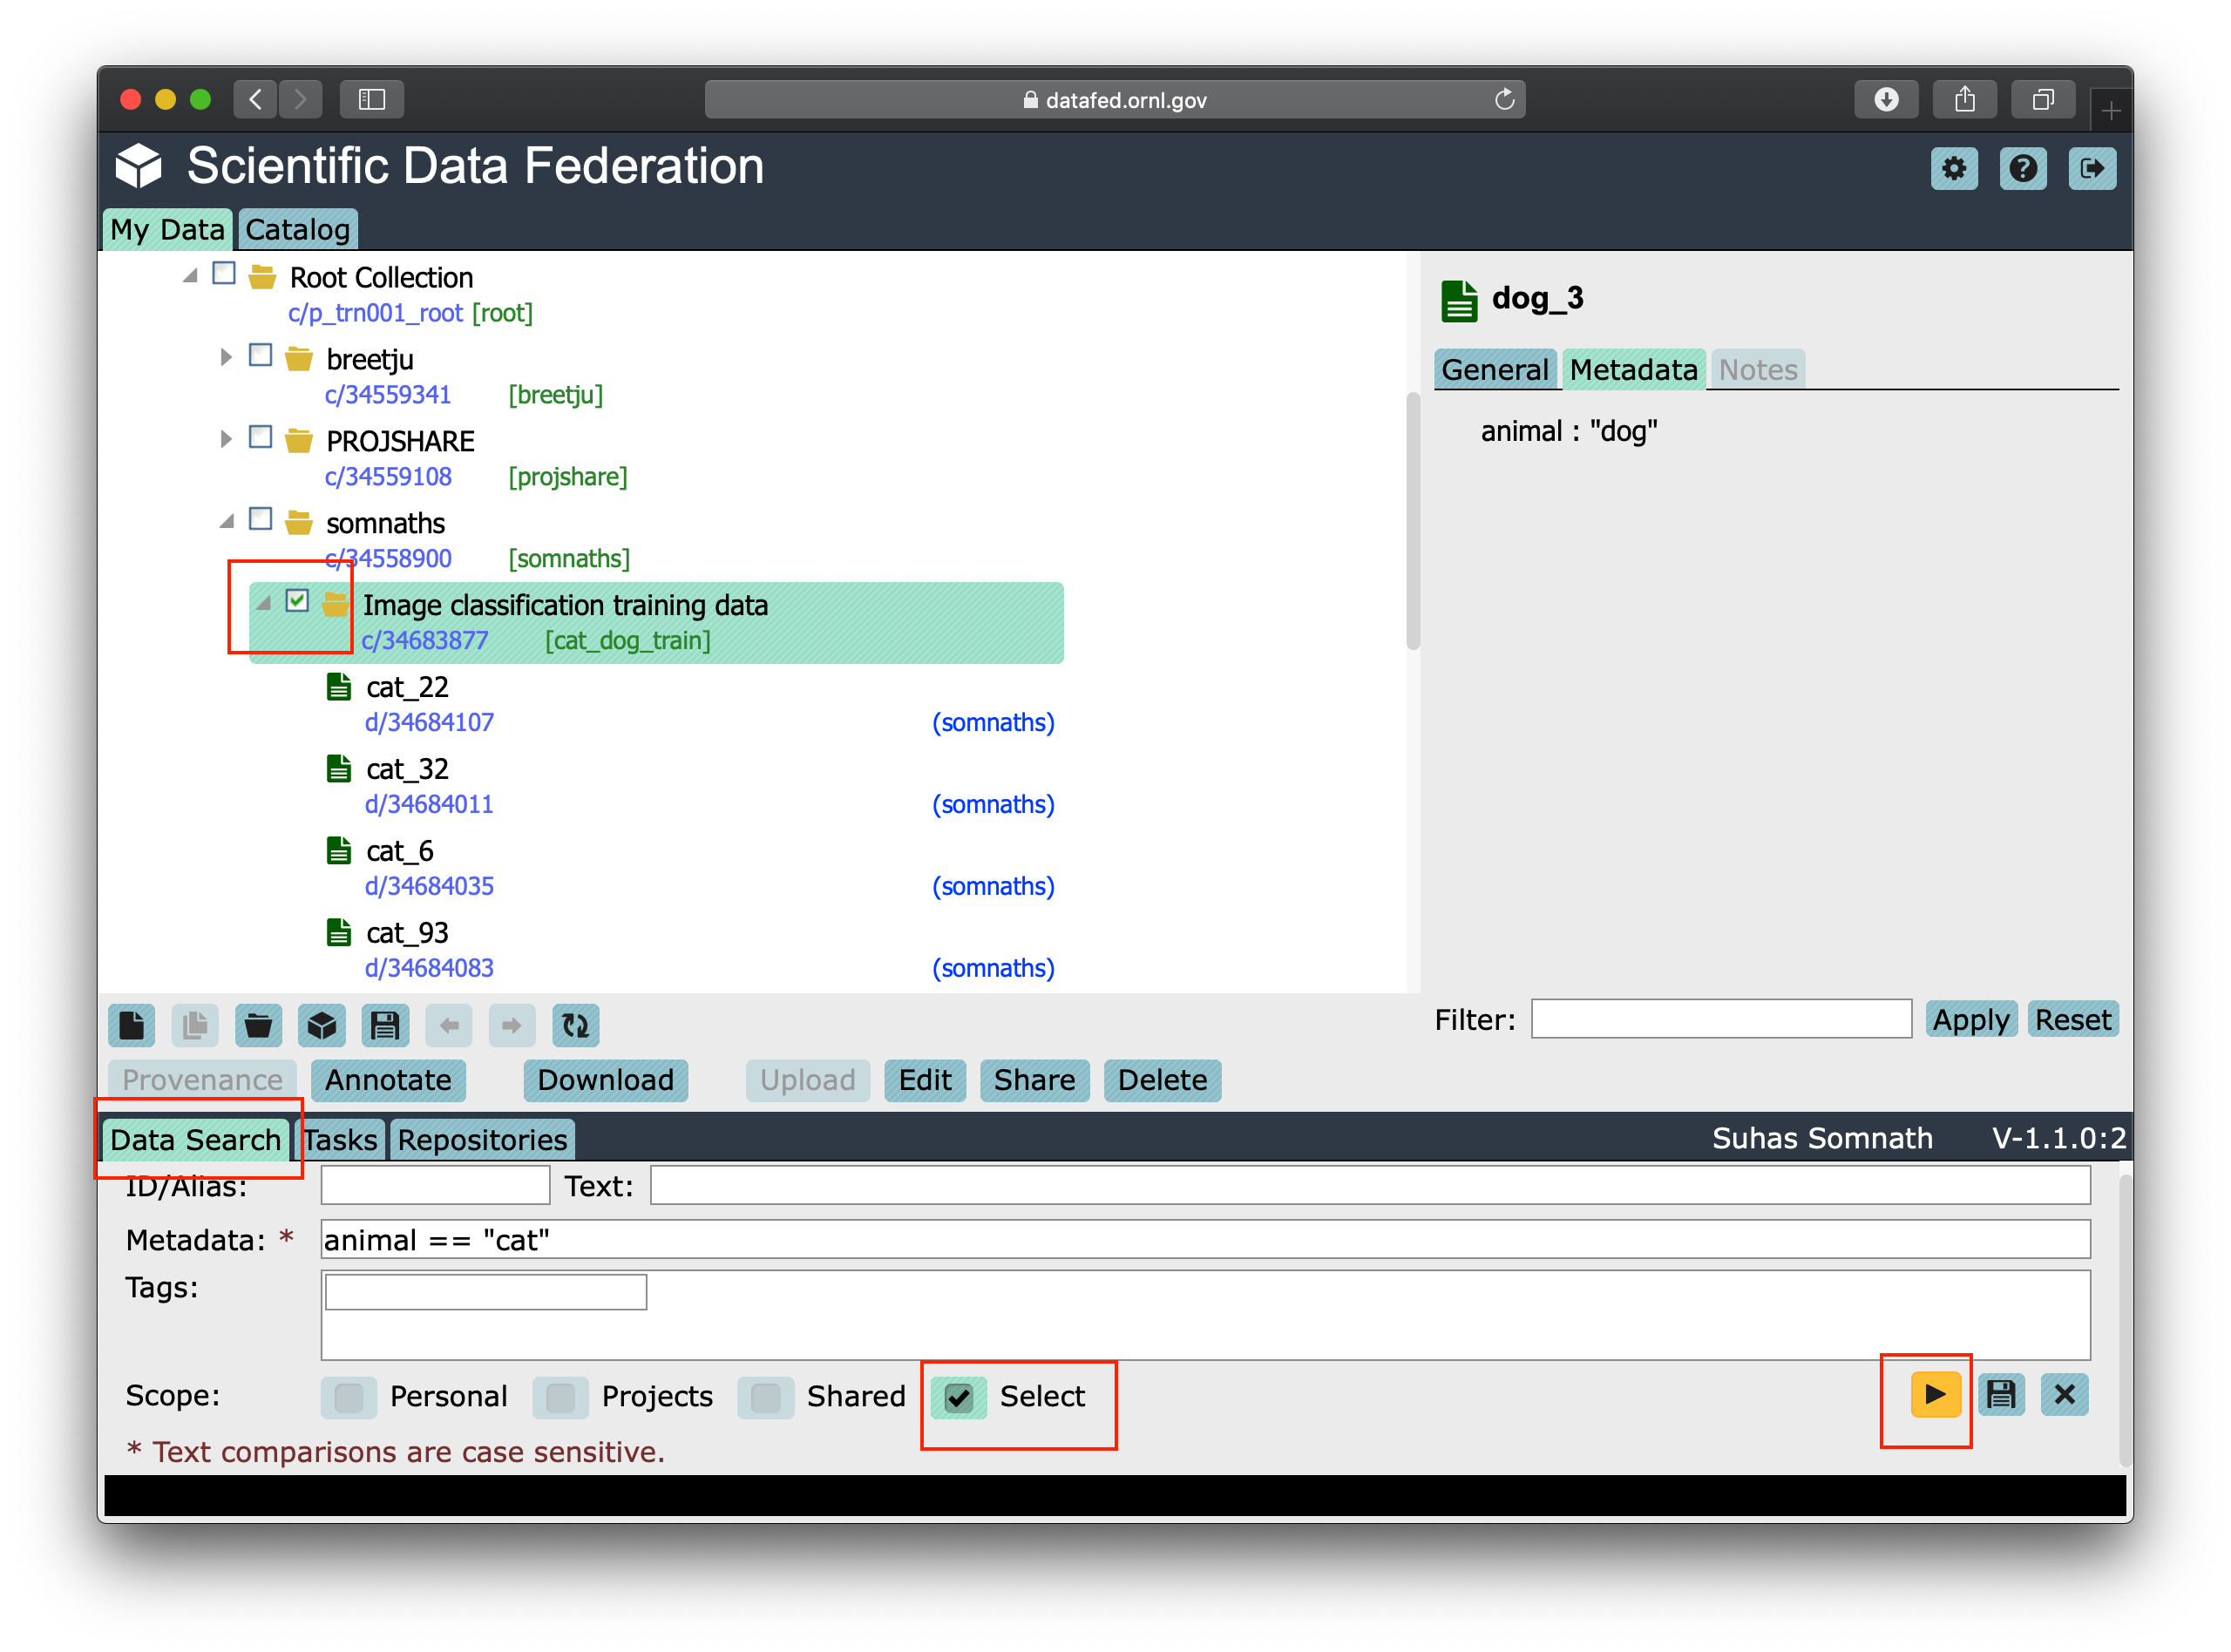 datafed.ornl.gov
Scientific Data Federation
My Data Catalog
Root Collection
c/p_trn001_root [root]
breetju
c/34559341 [breetju]
PROJSHARE
c/34559108 [projshare]
somnaths
c/34558900 [somnaths]
Image classification training data
c/34683877 [cat_dog_train]
cat_22
d/34684107 (somnaths)
cat_32
d/34684011 (somnaths)
cat_6
d/34684035 (somnaths)
cat_93
d/34684083 (somnaths)
dog_3
General Metadata Notes
animal : "dog"
Filter: Apply Reset
Provenance Annotate Download Upload Edit Share Delete
Data Search Tasks Repositories Suhas Somnath V-1.1.0:2
ID/Alias: Text:
Metadata: * animal == "cat"
Tags:
Scope: Personal Projects Shared Select
* Text comparisons are case sensitive.